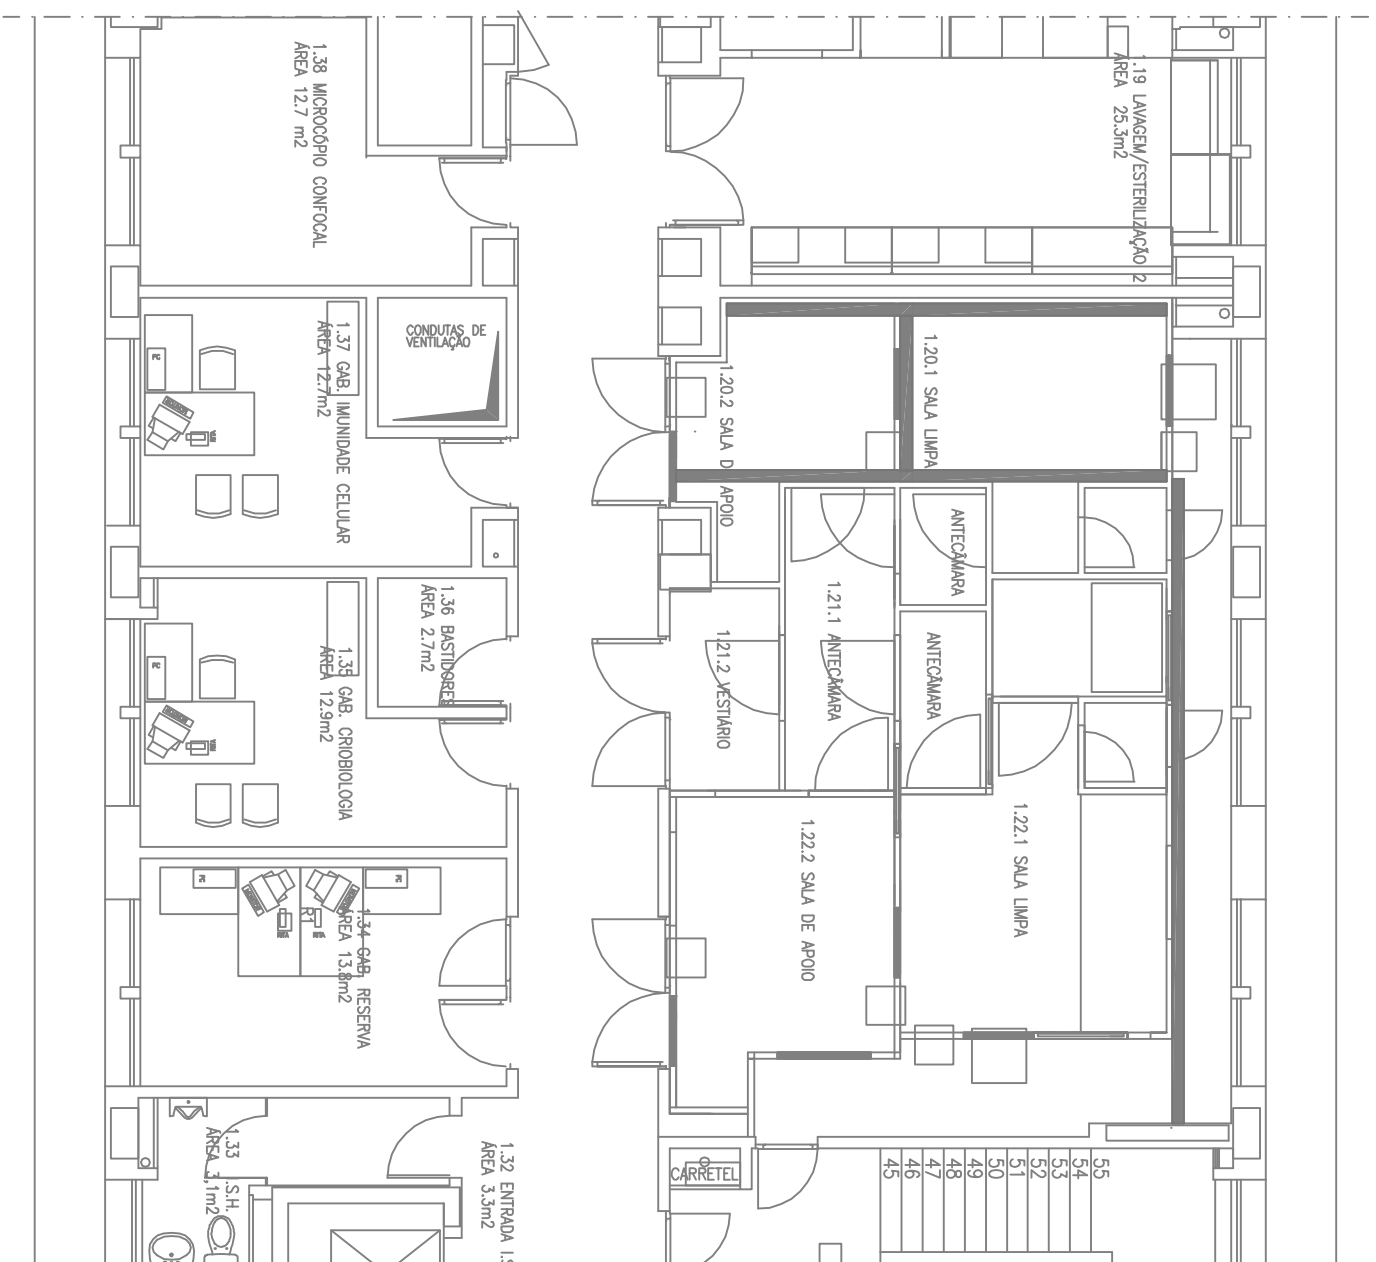 1.38 MICROCÓPIO CONFOCAL
ÁREA 12.7 m2
1.19 LAVAGEM/ESTERILIZAÇÃO 2
ÁREA 25.3m2
1.37 GAB. IMUNIDADE CELULAR
ÁREA 12.7m2
CONDUTAS DE
VENTILAÇÃO
PC
1.20.2 SALA D APOIO
1.20.1 SALA LIMPA
ANTECÂMARA
1.36 BASTIDORES
ÁREA 2.7m2
1.35 GAB. CRIOBIOLOGIA
ÁREA 12.9m2
PC
1.21.2 VESTIÁRIO
1.21.1 ANTECÂMARA
ANTECÂMARA
1.22.2 SALA DE APOIO
1.22.1 SALA LIMPA
PC
PC
1.34 GAB. RESERVA
ÁREA 13.8m2
1.33 I.S.H.
ÁREA 3,1m2
1.32 ENTRADA I.S
ÁREA 3.3m2
CARRETEL
45
46
47
48
49
50
51
52
53
54
55